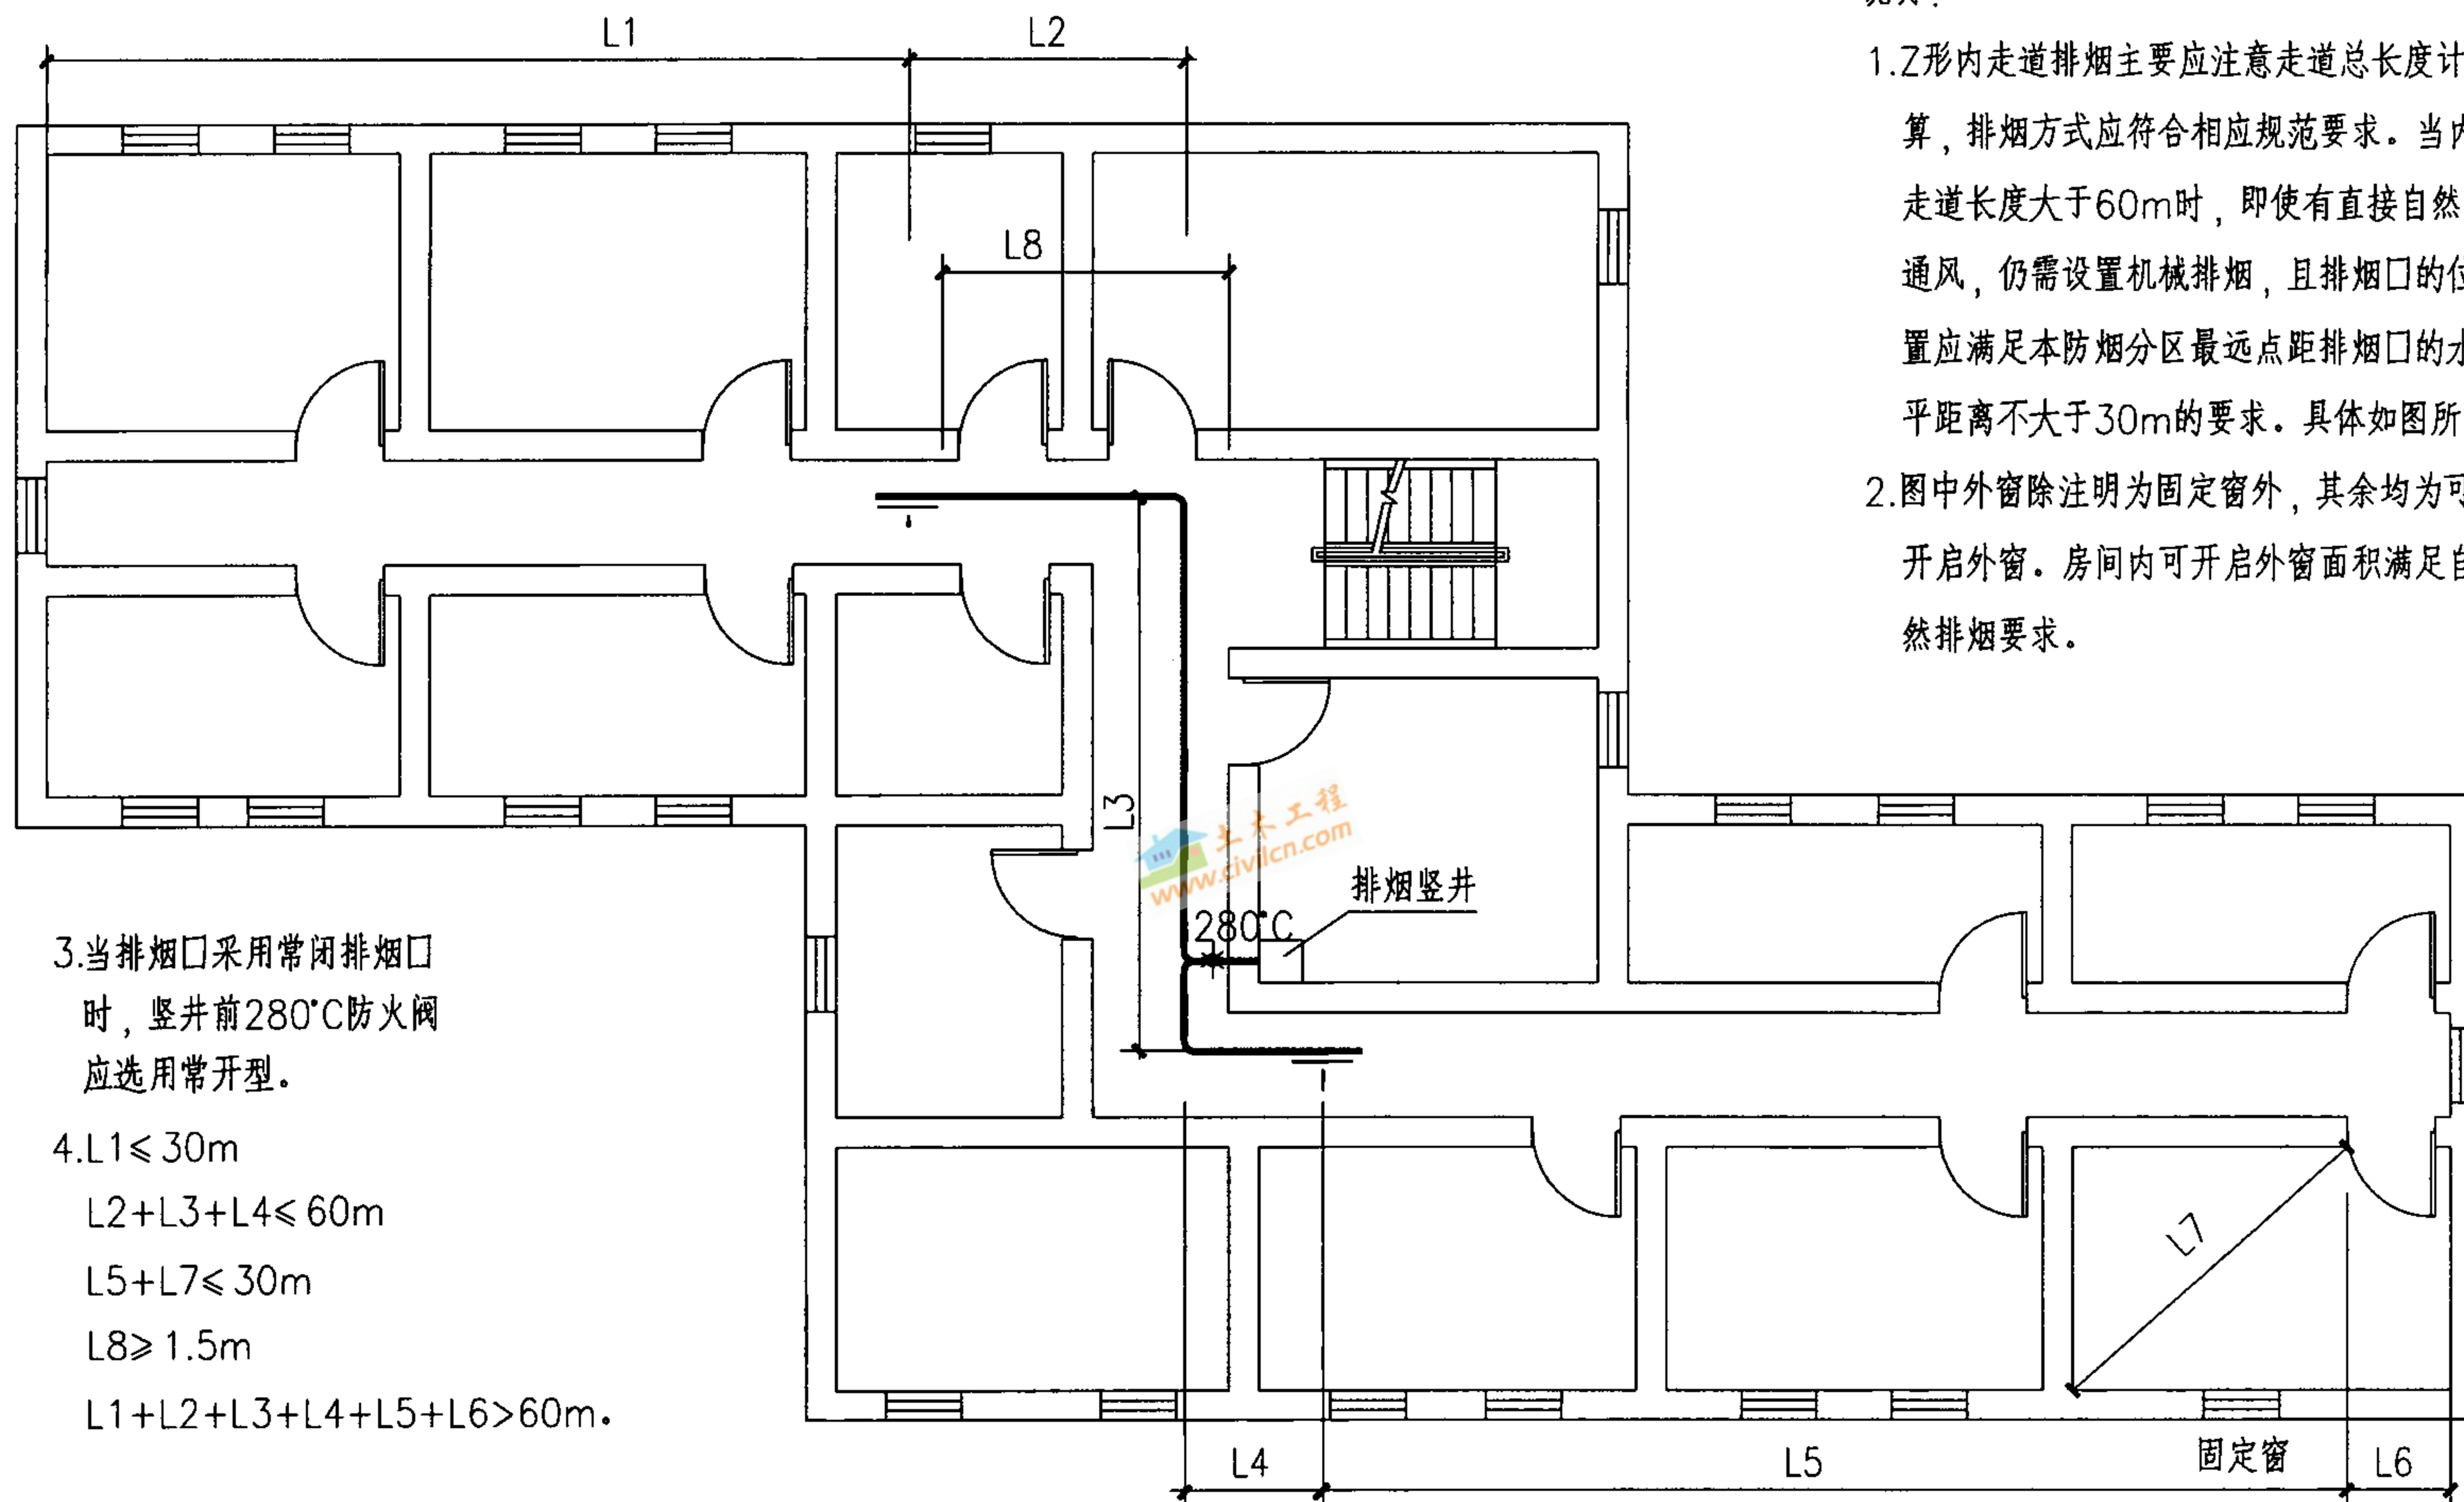 L1
L2
1.Z形内走道排烟主要应注意走道总长度计
算，排烟方式应符合相应规范要求。当内
走道长度大于60m时，即使有直接自然
通风，仍需设置机械排烟，且排烟口的位
置应满足本防烟分区最远点距排烟口的水
平距离不大于30m的要求。具体如图所
2.图中外窗除注明为固定窗外，其余均为可
开启外窗。房间内可开启外窗面积满足自
然排烟要求。
L8
L3
土木工程
www.civilcn.com
排烟竖井
280°C
3.当排烟口采用常闭排烟口
时，竖井前280°C防火阀
应选用常开型。
4.L1≤30m
L2+L3+L4≤60m
L5+L7≤30m
L8≥1.5m
L1+L2+L3+L4+L5+L6>60m。
L7
L4
L5
固定窗
L6